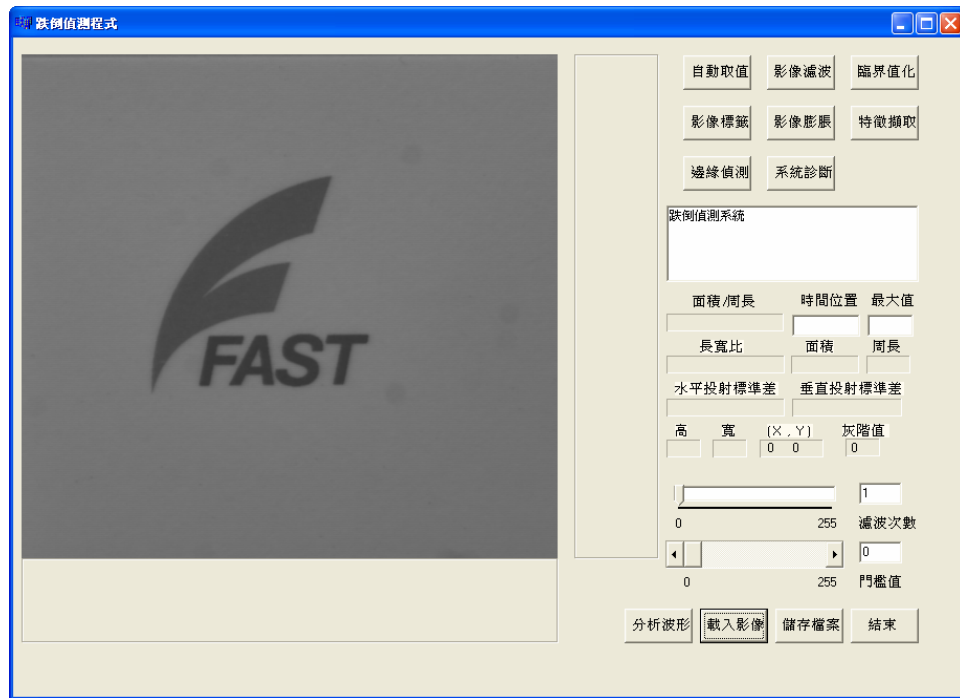 跌倒偵測程式
自動取值 影像濾波 臨界值化
影像標籤 影像膨脹 特徵擷取
邊緣偵測 系統診斷
跌倒偵測系統
面積/周長 時間位置 最大值
長寬比 面積 周長
水平投射標準差 垂直投射標準差
高 寬 (X , Y) 灰階值
0 0 0
FAST
1
0 255 濾波次數
0
0 255 門檻值
分析波形 載入影像 儲存檔案 結束